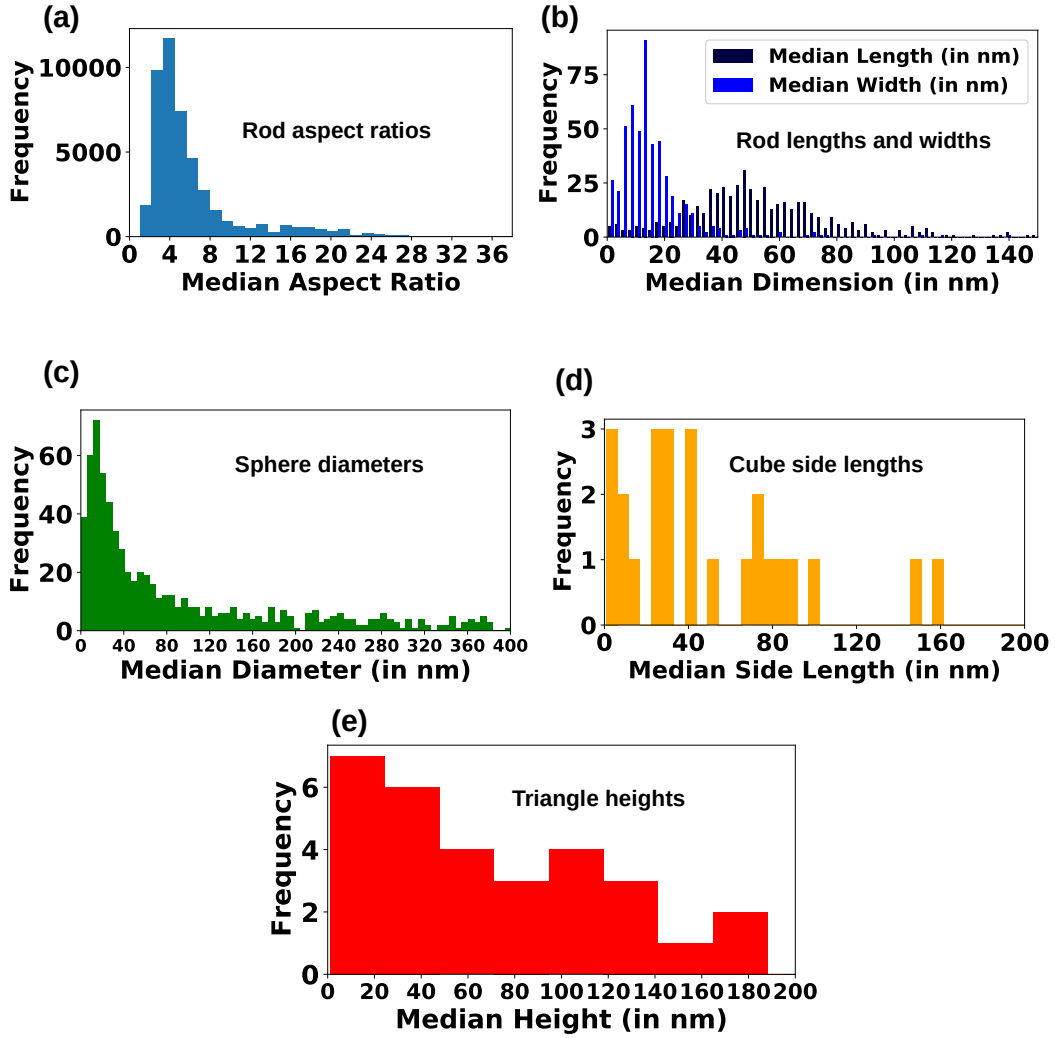 (a)
Frequency
10000
5000
0
Rod aspect ratios
4 8 12 16 20 24 28 32 36
Median Aspect Ratio
(b)
Frequency
75
50
25
0
Median Length (in nm)
Median Width (in nm)
Rod lengths and widths
0 20 40 60 80 100 120 140
Median Dimension (in nm)
(c)
Frequency
60
40
20
0
Sphere diameters
0 40 80 120 160 200 240 280 320 360 400
Median Diameter (in nm)
(d)
Frequency
3
2
1
0
Cube side lengths
0 40 80 120 160 200
Median Side Length (in nm)
(e)
Frequency
6
4
2
0
Triangle heights
0 20 40 60 80 100 120 140 160 180 200
Median Height (in nm)